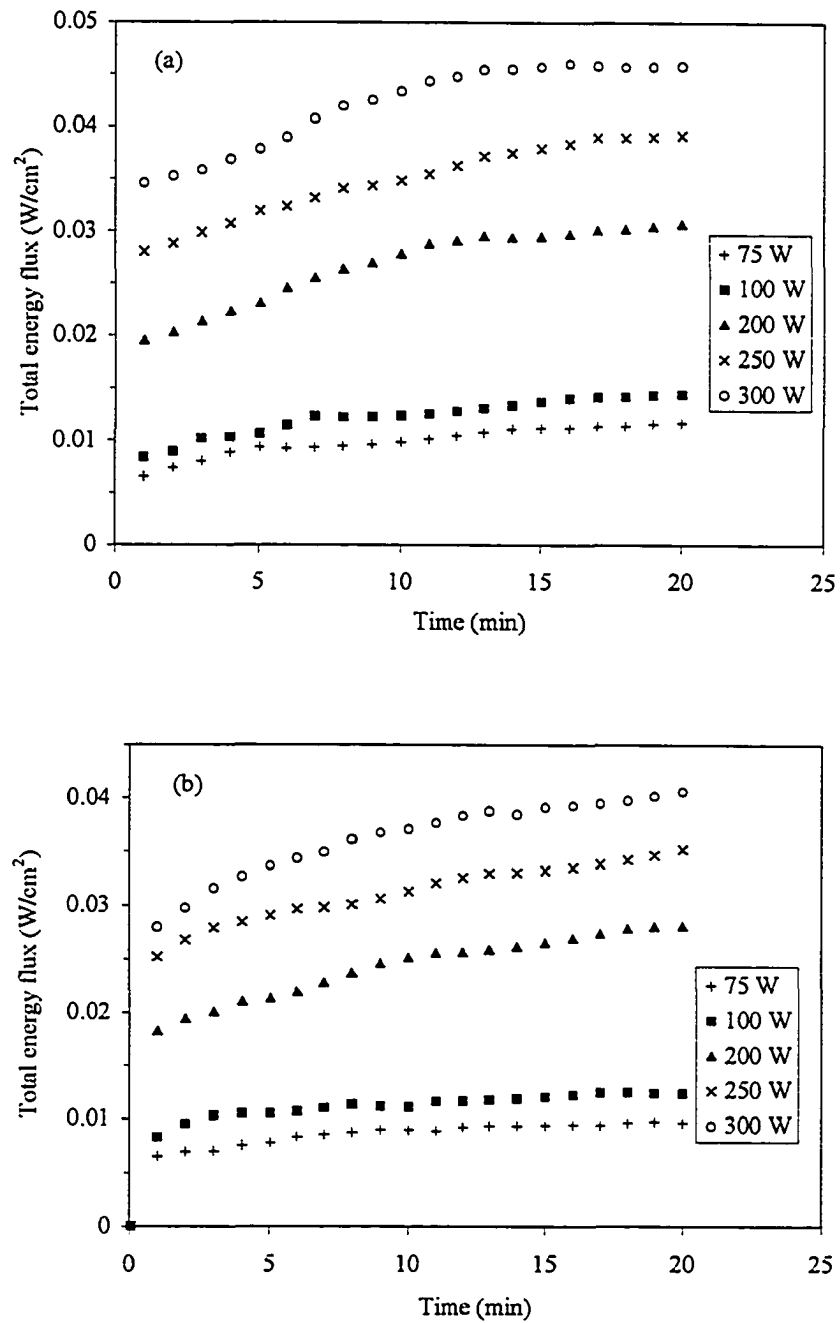 (a)
Total energy flux (W/cm²)
0.05
0.04
0.03
0.02
0.01
0
0 5 10 15 20 25
Time (min)
+ 75 W
■ 100 W
▲ 200 W
× 250 W
○ 300 W
(b)
Total energy flux (W/cm²)
0.04
0.03
0.02
0.01
0
0 5 10 15 20 25
Time (min)
+ 75 W
■ 100 W
▲ 200 W
× 250 W
○ 300 W